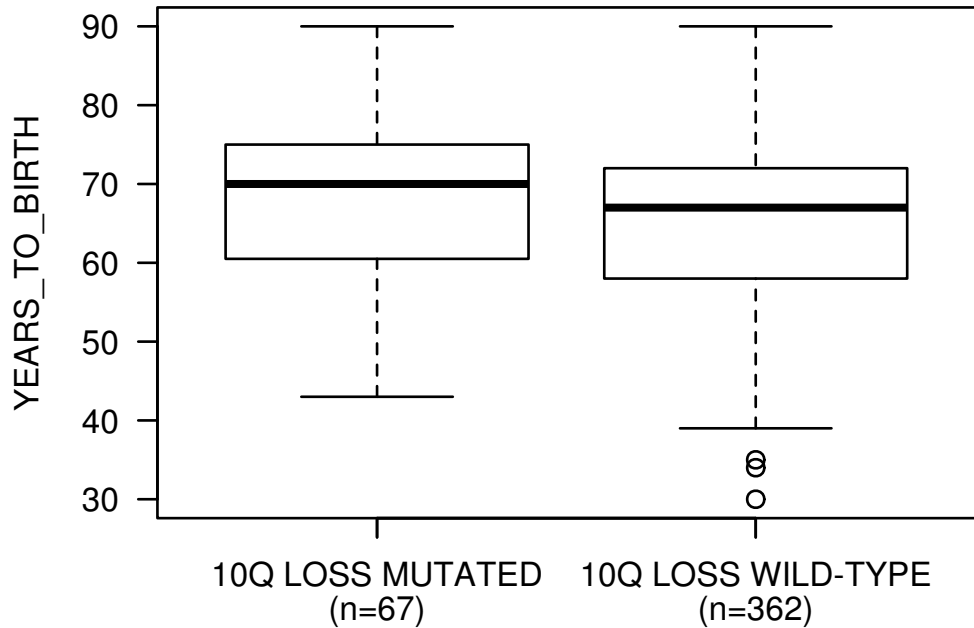 YEARS_TO_BIRTH
90
80
70
60
50
40
30
10Q LOSS MUTATED
(n=67)
10Q LOSS WILD-TYPE
(n=362)